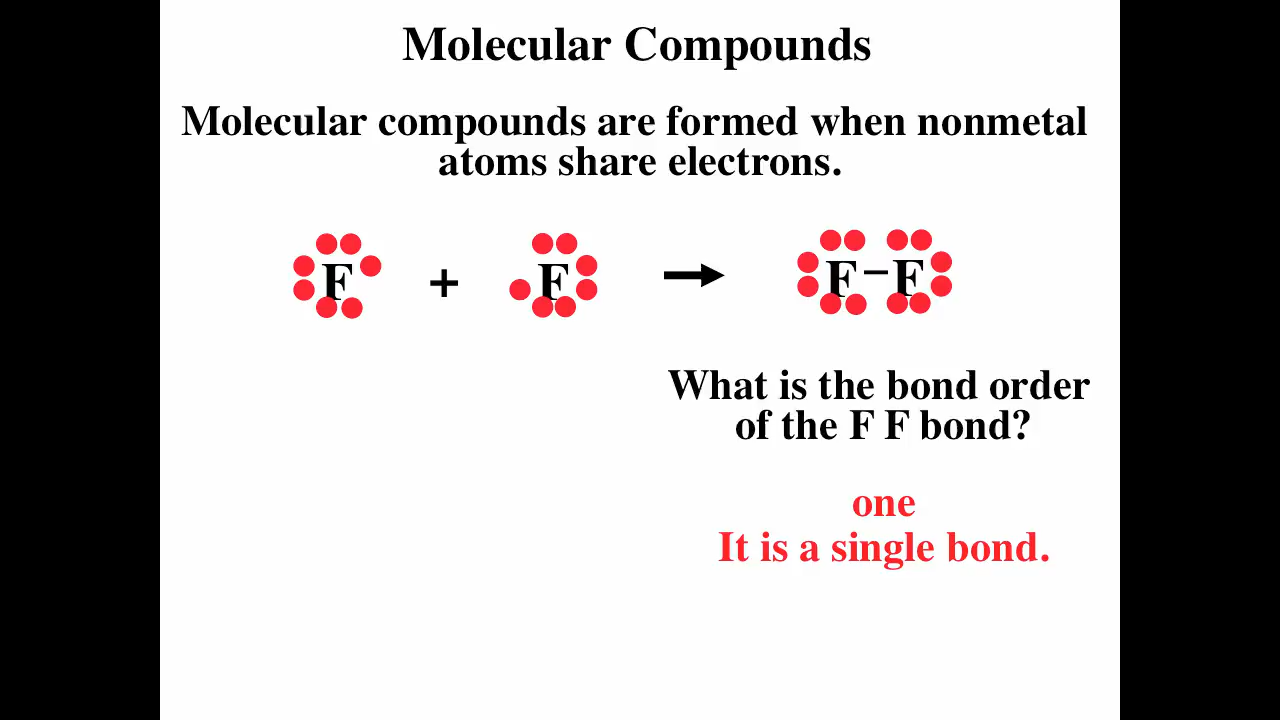 Molecular Compounds
Molecular compounds are formed when nonmetal
atoms share electrons.
F + F → F–F
What is the bond order
of the F F bond?
one
It is a single bond.